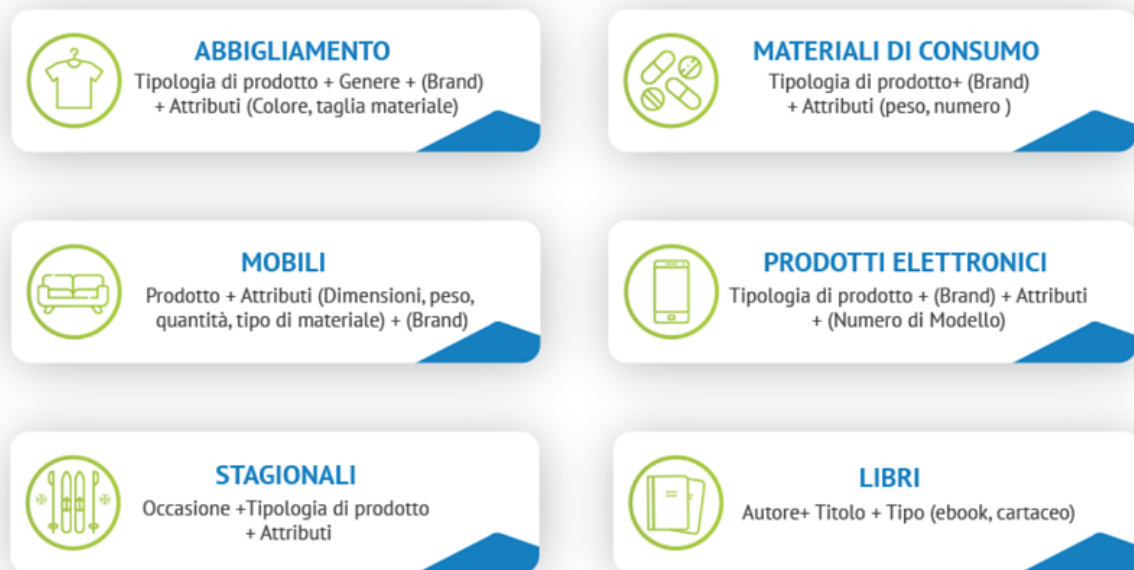 ABBIGLIAMENTO
Tipologia di prodotto + Genere + (Brand)
+ Attributi (Colore, taglia materiale)
MATERIALI DI CONSUMO
Tipologia di prodotto+ (Brand)
+ Attributi (peso, numero )
MOBILI
Prodotto + Attributi (Dimensioni, peso,
quantità, tipo di materiale) + (Brand)
PRODOTTI ELETTRONICI
Tipologia di prodotto + (Brand) + Attributi
+ (Numero di Modello)
STAGIONALI
Occasione +Tipologia di prodotto
+ Attributi
LIBRI
Autore+ Titolo + Tipo (ebook, cartaceo)